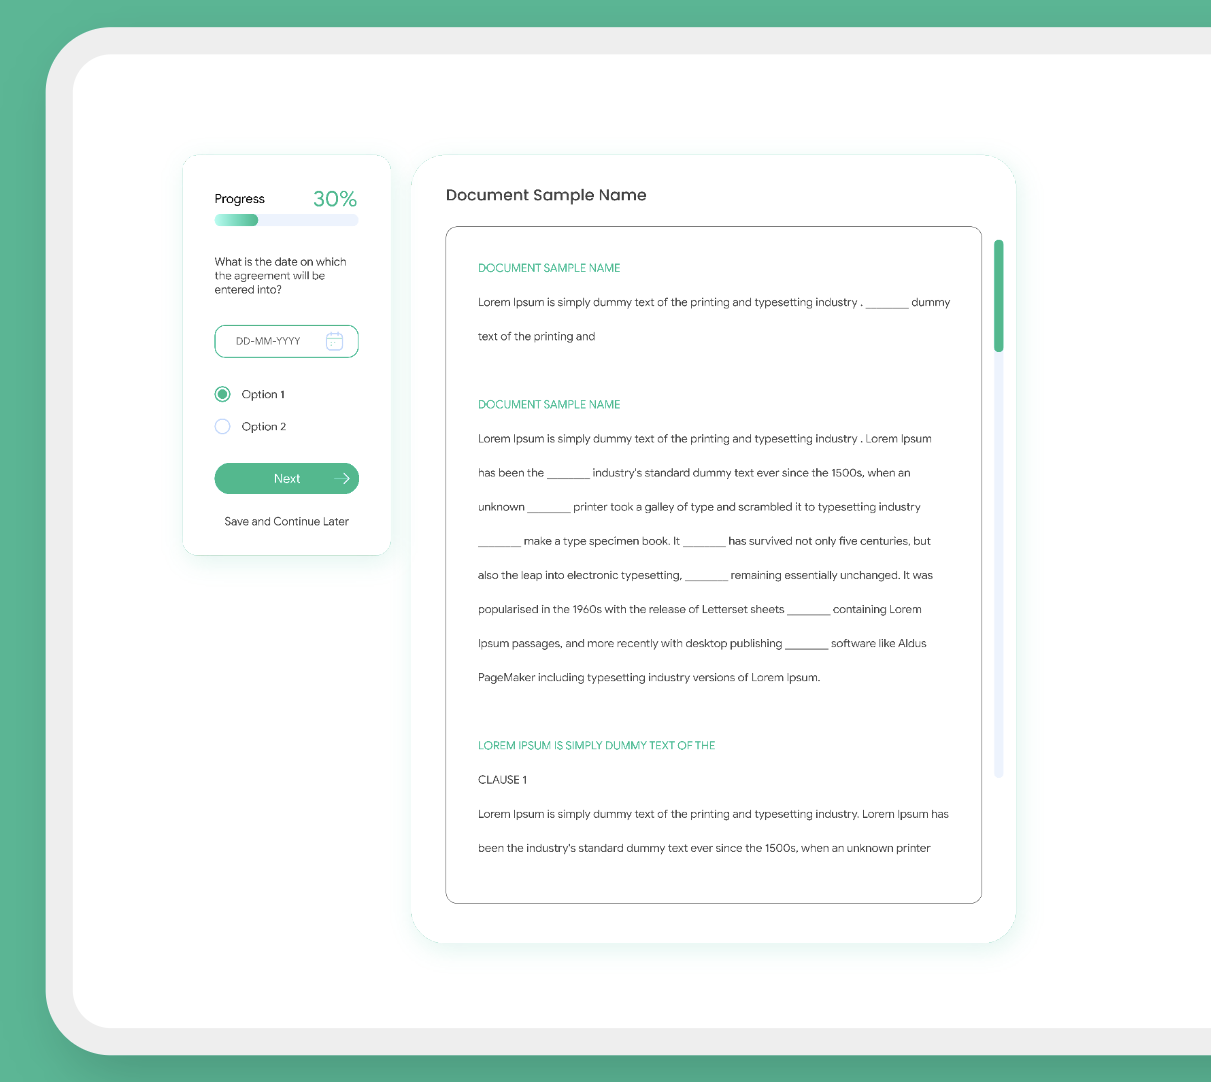 Progress 30%
What is the date on which
the agreement will be
entered into?
DD-MM-YYYY
Option 1
Option 2
Next
Save and Continue Later
Document Sample Name
DOCUMENT SAMPLE NAME
Lorem Ipsum is simply dummy text of the printing and typesetting industry . _______ dummy
text of the printing and
DOCUMENT SAMPLE NAME
Lorem Ipsum is simply dummy text of the printing and typesetting industry . Lorem Ipsum
has been the _______ industry's standard dummy text ever since the 1500s, when an
unknown _______ printer took a galley of type and scrambled it to typesetting industry
_______ make a type specimen book. It _______ has survived not only five centuries, but
also the leap into electronic typesetting, _______ remaining essentially unchanged. It was
popularised in the 1960s with the release of Letterset sheets _______ containing Lorem
Ipsum passages, and more recently with desktop publishing _______ software like Aldus
PageMaker including typesetting industry versions of Lorem Ipsum.
LOREM IPSUM IS SIMPLY DUMMY TEXT OF THE
CLAUSE 1
Lorem Ipsum is simply dummy text of the printing and typesetting industry. Lorem Ipsum has
been the industry's standard dummy text ever since the 1500s, when an unknown printer